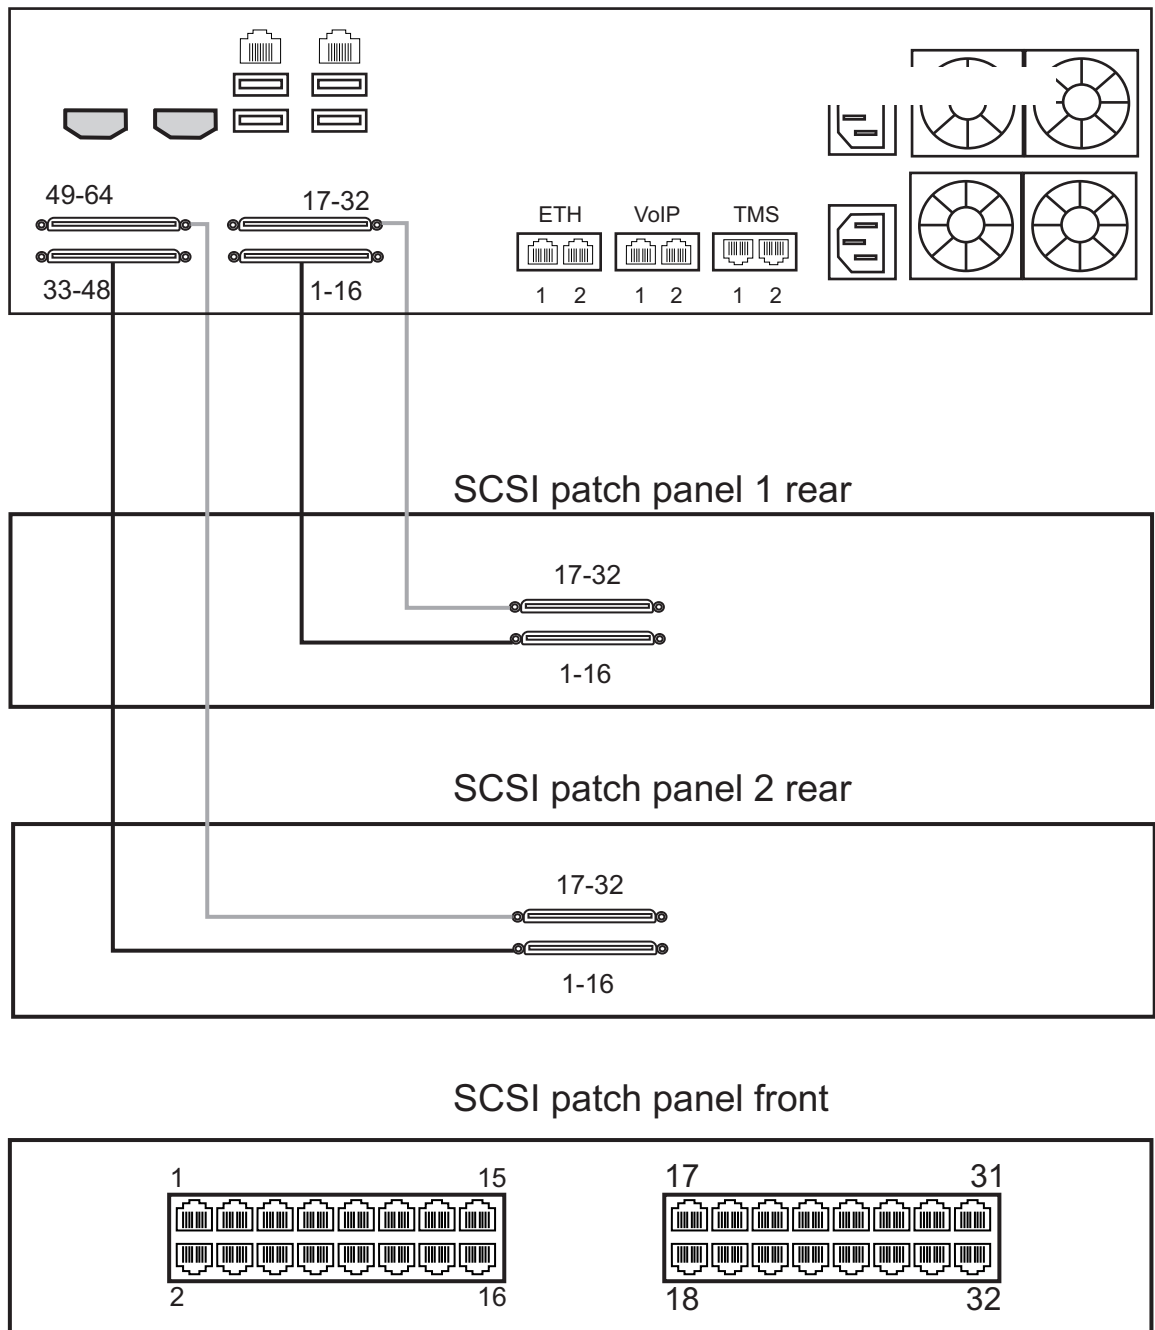 49-64
17-32
ETH VoIP TMS
33-48
1-16
1 2 1 2 1 2
SCSI patch panel 1 rear
17-32
1-16
SCSI patch panel 2 rear
17-32
1-16
SCSI patch panel front
1 15 17 31
2 16 18 32